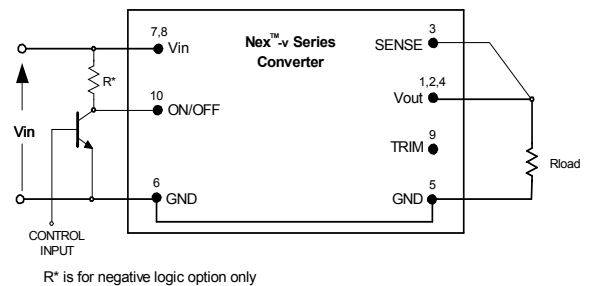 7,8
Vin
Nex™-v Series
Converter
3
SENSE
R*
10
ON/OFF
1,2,4
Vout
Vin
9
TRIM
Rload
6
GND
5
GND
CONTROL
INPUT
R* is for negative logic option only